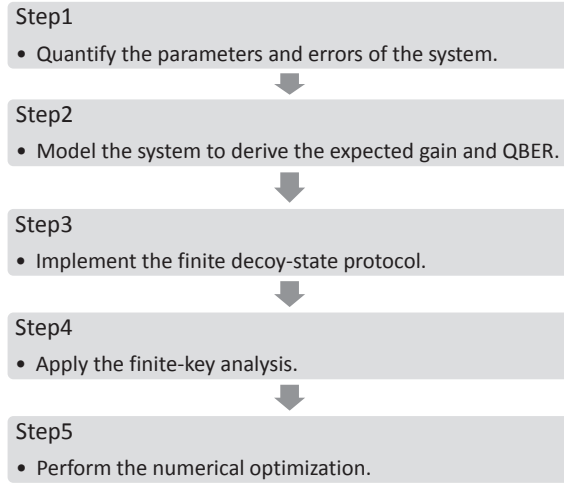 Step1
• Quantify the parameters and errors of the system.
Step2
• Model the system to derive the expected gain and QBER.
Step3
• Implement the finite decoy-state protocol.
Step4
• Apply the finite-key analysis.
Step5
• Perform the numerical optimization.